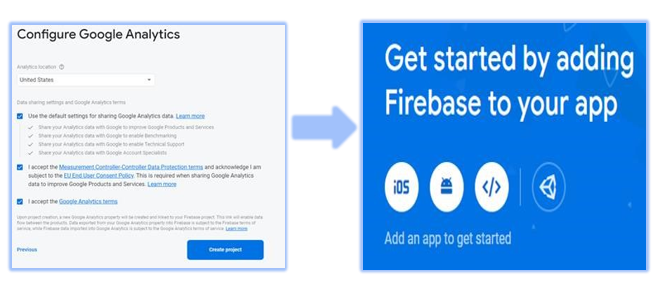 Configure Google Analytics
Analytics location
United States
Data sharing settings and Google Analytics terms
Use the default settings for sharing Google Analytics data. Learn more
Share your Analytics data with Google to improve Google Products and Services
Share your Analytics data with Google to enable Benchmarking
Share your Analytics data with Google to enable Technical Support
Share your Analytics data with Google Account Specialists
I accept the Measurement Controller-Controller Data Protection terms and acknowledge I am
subject to the EU End User Consent Policy. This is required when sharing Google Analytics
data to improve Google Products and Services. Learn more
I accept the Google Analytics terms
Upon project creation, a new Google Analytics property will be created and linked to your Firebase project. This link will enable data
flow between the products. Data exported from your Google Analytics property into Firebase is subject to the Firebase terms of
service, while Firebase data imported into Google Analytics is subject to the Google Analytics terms of service. Learn more
Previous
Create project
Get started by adding
Firebase to your app
iOS
</>
Add an app to get started